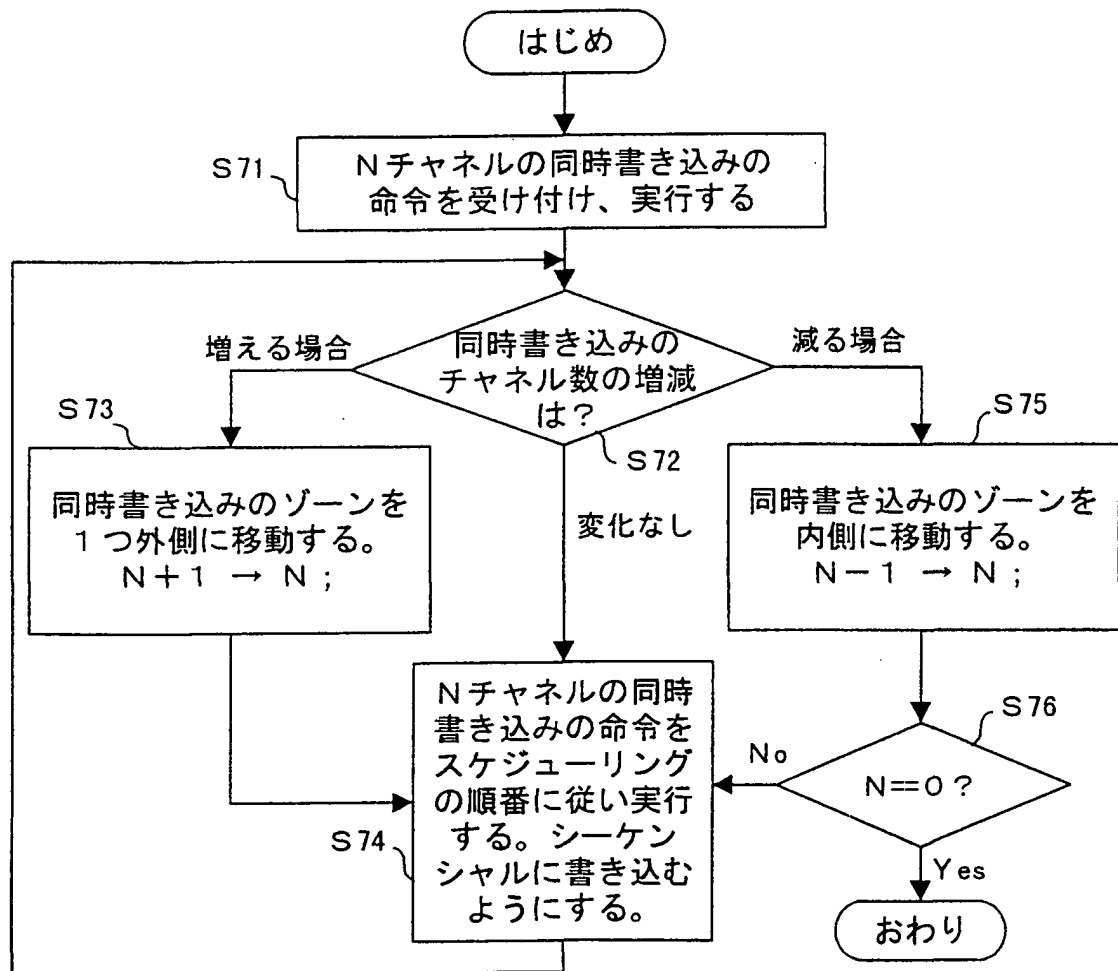 はじめ
S71
Nチャネルの同時書き込みの
命令を受け付け、実行する
増える場合
同時書き込みの
チャネル数の増減
は?
減る場合
S72
S73
同時書き込みのゾーンを
1つ外側に移動する。
N+1 → N ;
変化なし
S75
同時書き込みのゾーンを
内側に移動する。
N-1 → N ;
S74
Nチャネルの同時
書き込みの命令を
スケジューリング
の順番に従い実行
する。シーケン
シャルに書き込む
ようにする。
No
S76
N==0?
Yes
おわり